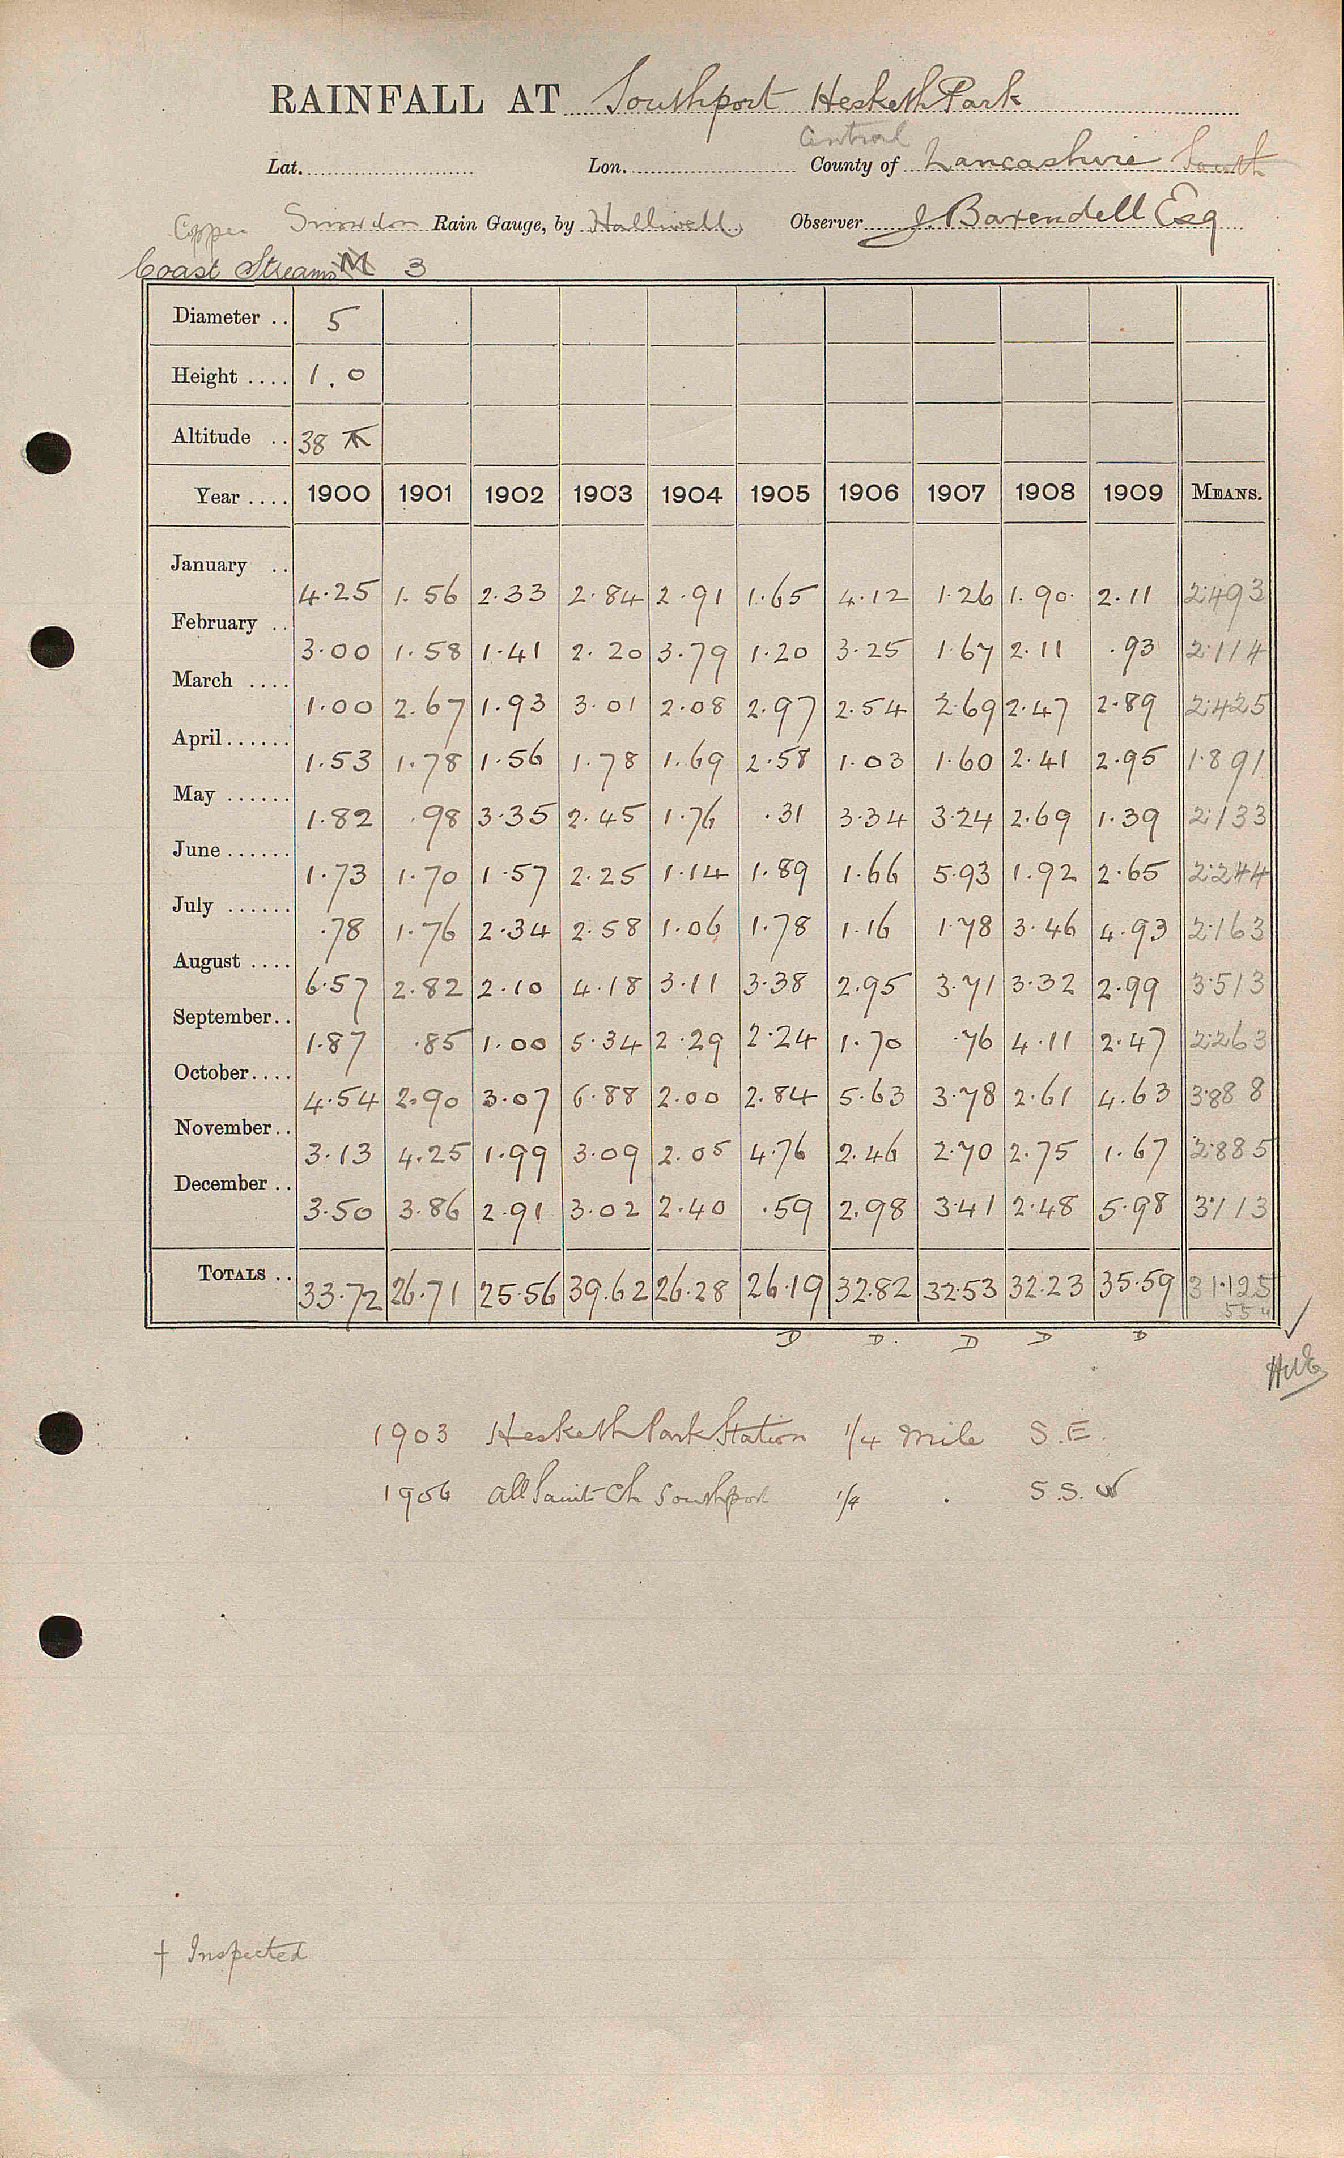 RAINFALL AT Southport Hesketh Park
Central
Lat. Lon. County of Lancashire South
Copper Snowdon Rain Gauge, by Halliwell Observer J. Baxendell Esq
Coast Streams M 3
Diameter .. 5
Height .... 1.0
Altitude .. 38
Year .... 1900 1901 1902 1903 1904 1905 1906 1907 1908 1909 MEANS.
January .. 4.25 1.56 2.33 2.84 2.91 1.65 4.12 1.26 1.90 2.11 2.493
February .. 3.00 1.58 1.41 2.20 3.79 1.20 3.25 1.67 2.11 .93 2.114
March .... 1.00 2.67 1.93 3.01 2.08 2.97 2.54 2.69 2.47 2.89 2.425
April...... 1.53 1.78 1.56 1.78 1.69 2.58 1.03 1.60 2.41 2.95 1.891
May ...... 1.82 .98 3.35 2.45 1.76 .31 3.34 3.24 2.69 1.39 2.133
June ...... 1.73 1.70 1.57 2.25 1.14 1.89 1.66 5.93 1.92 2.65 2.244
July ...... .78 1.76 2.34 2.58 1.06 1.78 1.16 1.78 3.46 4.93 2.163
August .... 6.57 2.82 2.10 4.18 3.11 3.38 2.95 3.71 3.32 2.99 3.513
September.. 1.87 .85 1.00 5.34 2.29 2.24 1.70 .76 4.11 2.47 2.263
October.... 4.54 2.90 3.07 6.88 2.00 2.84 5.63 3.78 2.61 4.63 3.888
November.. 3.13 4.25 1.99 3.09 2.05 4.76 2.46 2.70 2.75 1.67 2.885
December .. 3.50 3.86 2.91 3.02 2.40 .59 2.98 3.41 2.48 5.98 3.113
TOTALS .. 33.72 26.71 25.56 39.62 26.28 26.19 32.82 32.53 32.23 35.59 31.125
D D. D D D
1903 Hesketh Park Station 1/4 Mile S.E.
1906 All Saints Ch Southport 1/4 . S.S.W
† Inspected